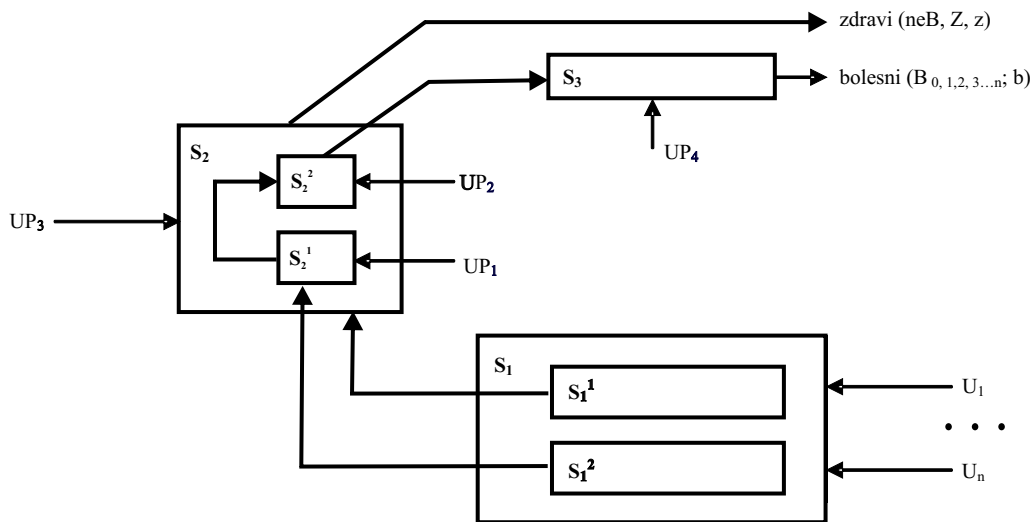 zdravi (neB, Z, z)
S₃
bolesni (B₀, ₁,₂, ₃…ₙ; b)
S₂
UP₄
S₂²
UP₂
UP₃
S₂¹
UP₁
S₁
S₁¹
U₁
. . .
S₁²
Uₙ